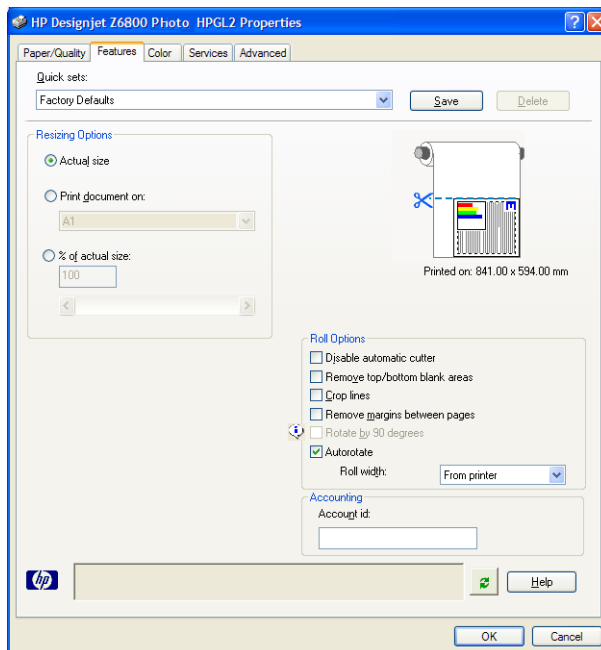 HP Designjet Z6800 Photo HPGL2 Properties
Paper/Quality Features Color Services Advanced
Quick sets:
Factory Defaults Save Delete
Resizing Options
Actual size
Print document on:
A1
% of actual size:
100
Printed on: 841.00 x 594.00 mm
Roll Options
Disable automatic cutter
Remove top/bottom blank areas
Crop lines
Remove margins between pages
Rotate by 90 degrees
Autorotate
Roll width: From printer
Accounting
Account id:
hp Help
OK Cancel